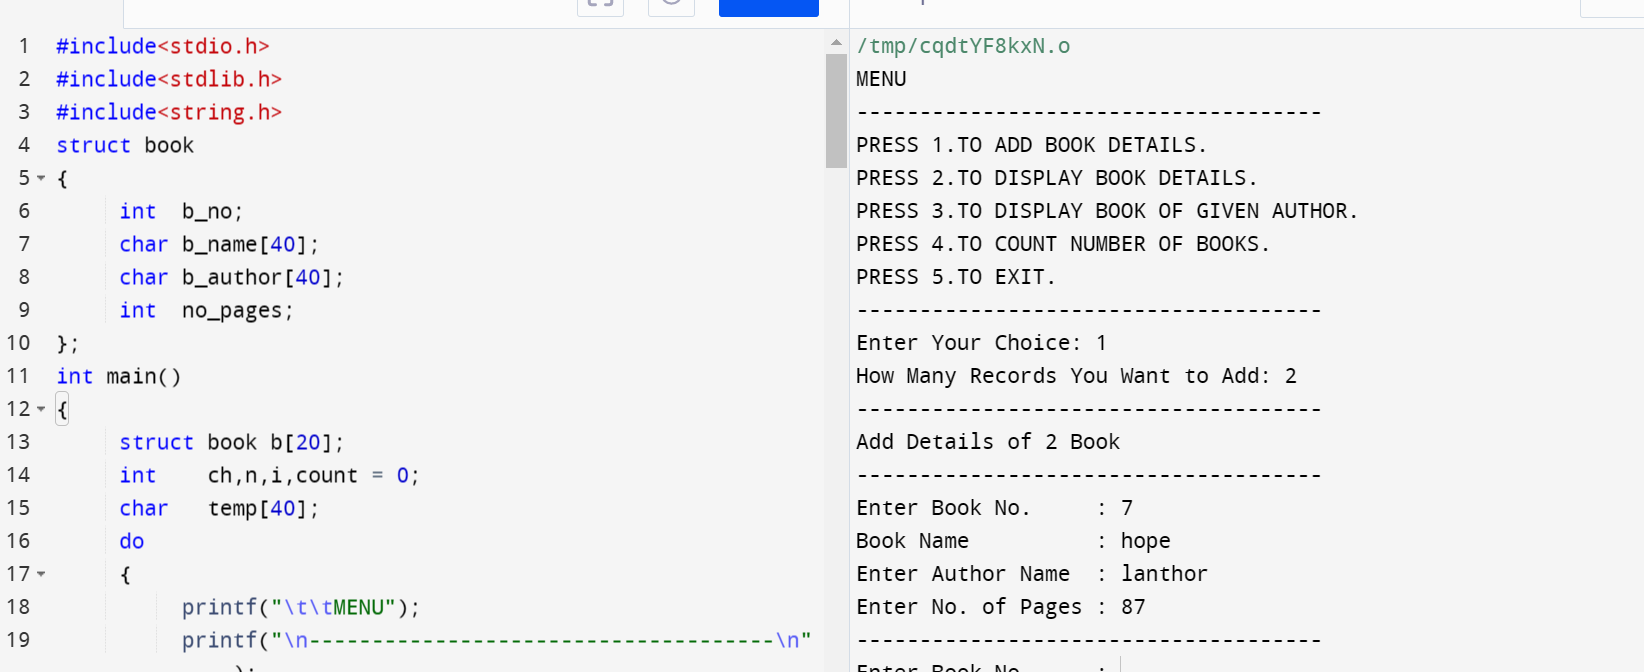 1 #include<stdio.h>
2 #include<stdlib.h>
3 #include<string.h>
4 struct book
5 {
6 int  b_no;
7 char b_name[40];
8 char b_author[40];
9 int  no_pages;
10 };
11 int main()
12 {
13 struct book b[20];
14 int    ch,n,i,count = 0;
15 char   temp[40];
16 do
17 {
18 printf("\t\tMENU");
19 printf("\n-------------------------------------\n"
);
/tmp/cqdtYF8kxN.o
MENU
-------------------------------------
PRESS 1.TO ADD BOOK DETAILS.
PRESS 2.TO DISPLAY BOOK DETAILS.
PRESS 3.TO DISPLAY BOOK OF GIVEN AUTHOR.
PRESS 4.TO COUNT NUMBER OF BOOKS.
PRESS 5.TO EXIT.
-------------------------------------
Enter Your Choice: 1
How Many Records You Want to Add: 2
-------------------------------------
Add Details of 2 Book
-------------------------------------
Enter Book No.     : 7
Book Name          : hope
Enter Author Name  : lanthor
Enter No. of Pages : 87
-------------------------------------
Enter Book No.     :